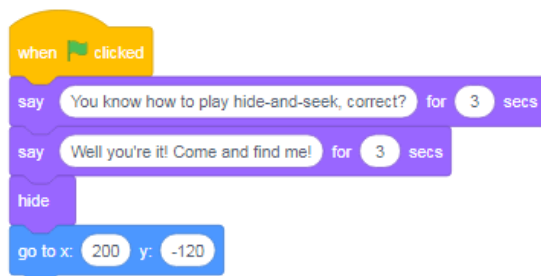 when clicked
say You know how to play hide-and-seek, correct? for 3 secs
say Well you're it! Come and find me! for 3 secs
hide
go to x: 200 y: -120